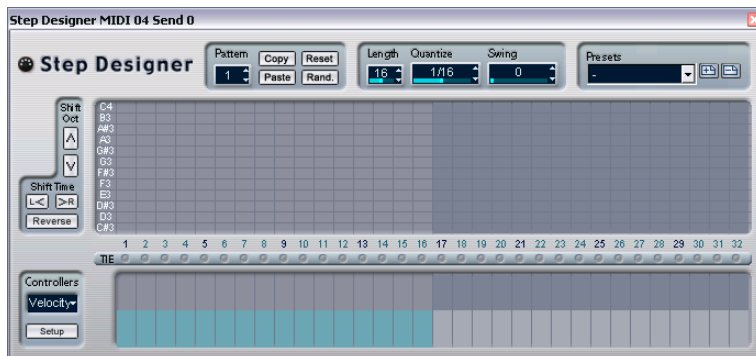 Step Designer MIDI 04 Send 0
Step Designer
Pattern
1
Copy
Reset
Paste
Rand.
Length
16
Quantize
1/16
Swing
0
Presets
-
Shift
Oct
C4
B3
A#3
A3
G#3
G3
F#3
F3
E3
D#3
D3
C#3
Shift Time
L<
>R
Reverse
1 2 3 4 5 6 7 8 9 10 11 12 13 14 15 16 17 18 19 20 21 22 23 24 25 26 27 28 29 30 31 32
TIE
Controllers
Velocity
Setup